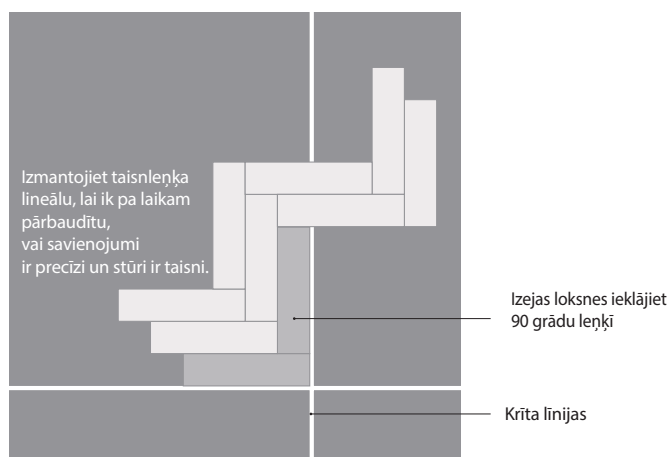 Izmantojiet taisnleņķa
lineālu, lai ik pa laikam
pārbaudītu,
vai savienojumi
ir precīzi un stūri ir taisni.
Izejas loksnes ieklājiet
90 grādu leņķī
Krīta līnijas